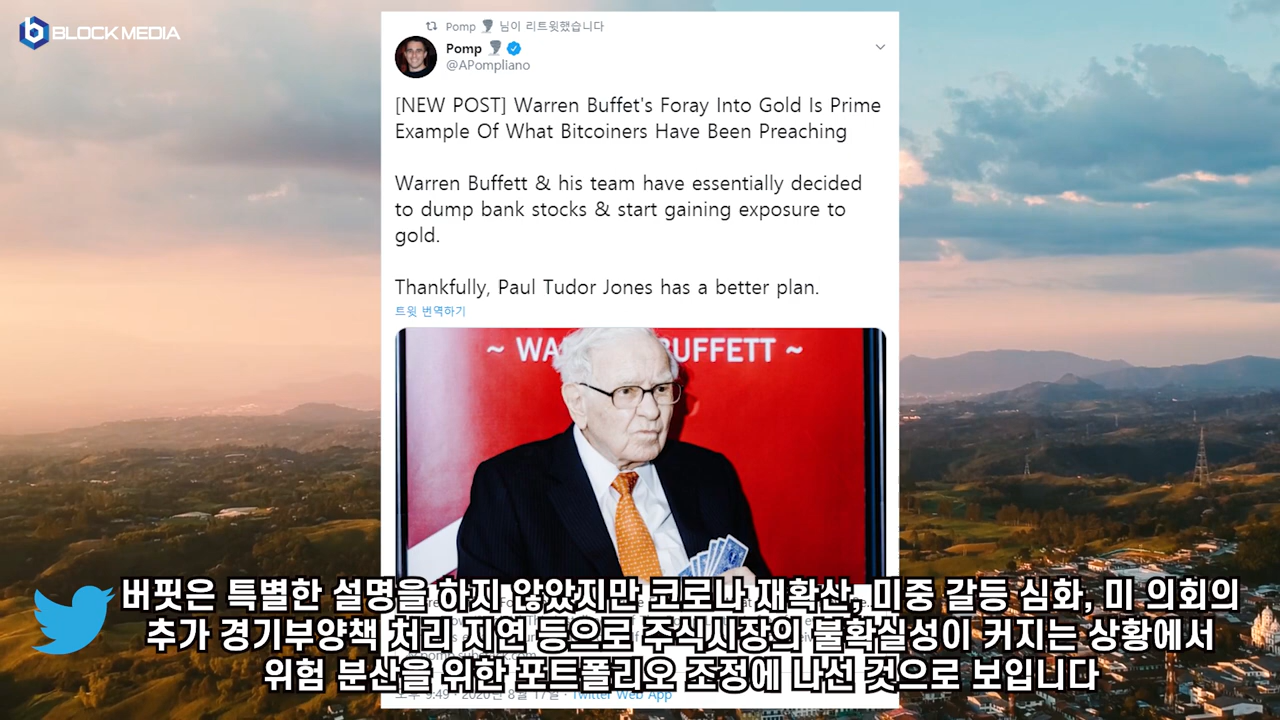 BLOCK MEDIA
Pomp 님이 리트윗했습니다
Pomp
@APompliano
[NEW POST] Warren Buffet's Foray Into Gold Is Prime
Example Of What Bitcoiners Have Been Preaching
Warren Buffett & his team have essentially decided
to dump bank stocks & start gaining exposure to
gold.
Thankfully, Paul Tudor Jones has a better plan.
트윗 번역하기
~ WA UFFETT ~
버핏은 특별한 설명을 하지 않았지만 코로나 재확산, 미중 갈등 심화, 미 의회의
추가 경기부양책 처리 지연 등으로 주식시장의 불확실성이 커지는 상황에서
위험 분산을 위한 포트폴리오 조정에 나선 것으로 보입니다
오후 9:49 · 2020년 8월 17일 · Twitter Web App